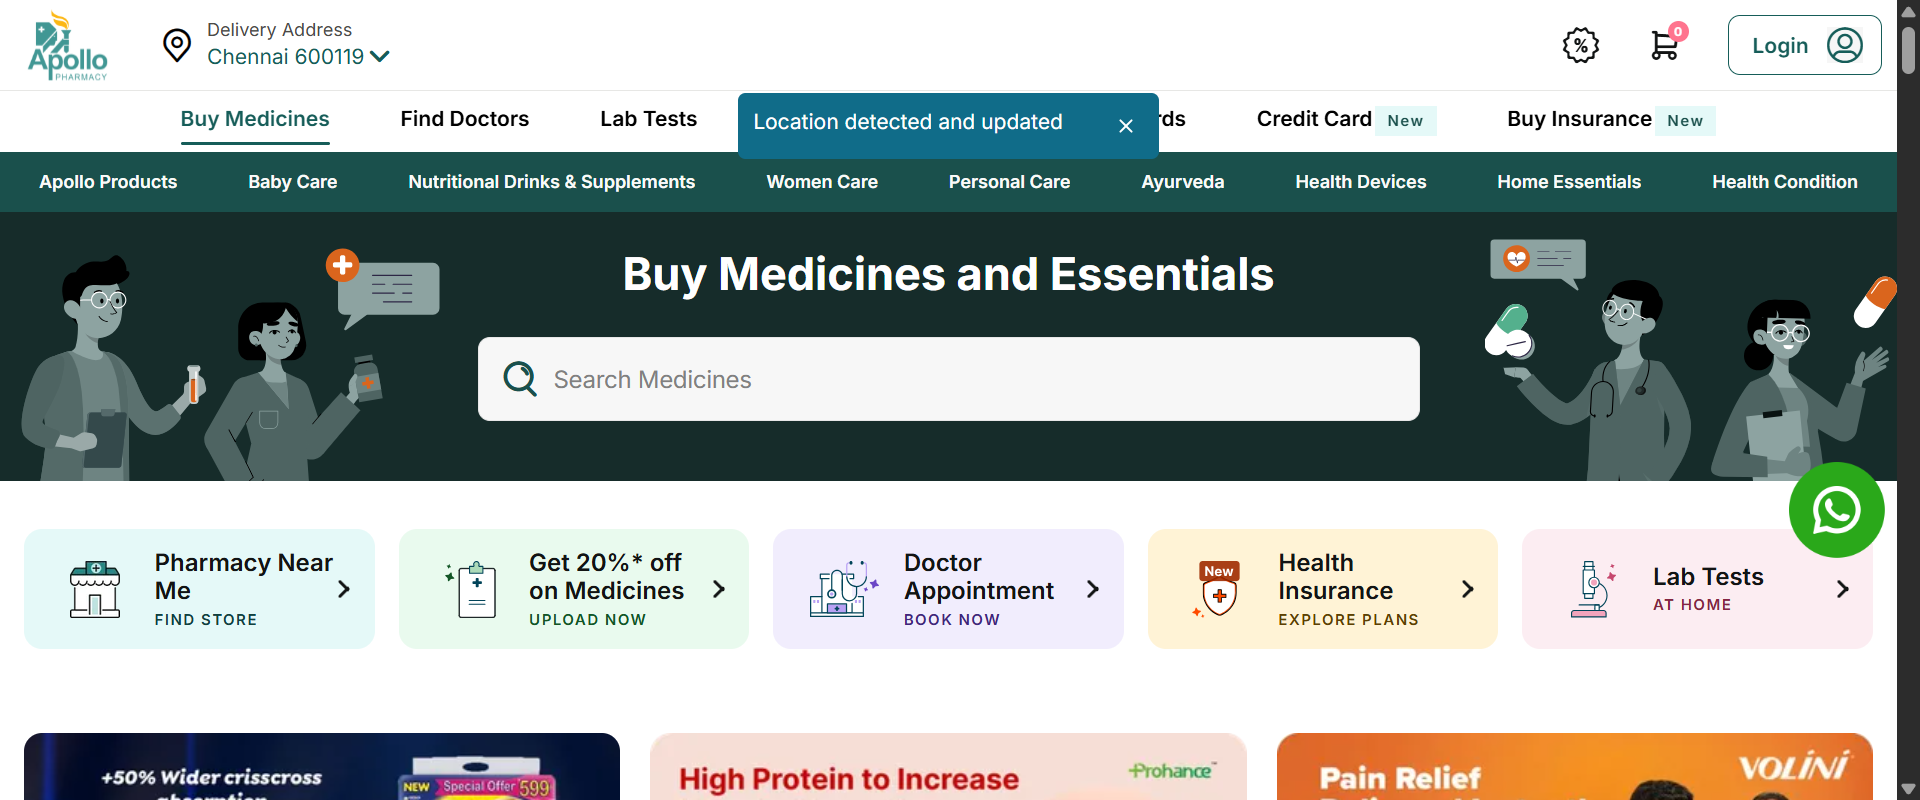 Apollo
PHARMACY
Delivery Address
Chennai 600119
%
0
Login
Buy Medicines
Find Doctors
Lab Tests
Location detected and updated
rds
Credit Card New
Buy Insurance New
Apollo Products
Baby Care
Nutritional Drinks & Supplements
Women Care
Personal Care
Ayurveda
Health Devices
Home Essentials
Health Condition
Buy Medicines and Essentials
Search Medicines
Pharmacy Near
Me
FIND STORE
Get 20%* off
on Medicines
UPLOAD NOW
Doctor
Appointment
BOOK NOW
New
Health
Insurance
EXPLORE PLANS
Lab Tests
AT HOME
+50% Wider crisscross
absorption
NEW Special Offer 599
High Protein to Increase
Prohance™
Pain Relief
VOLINI